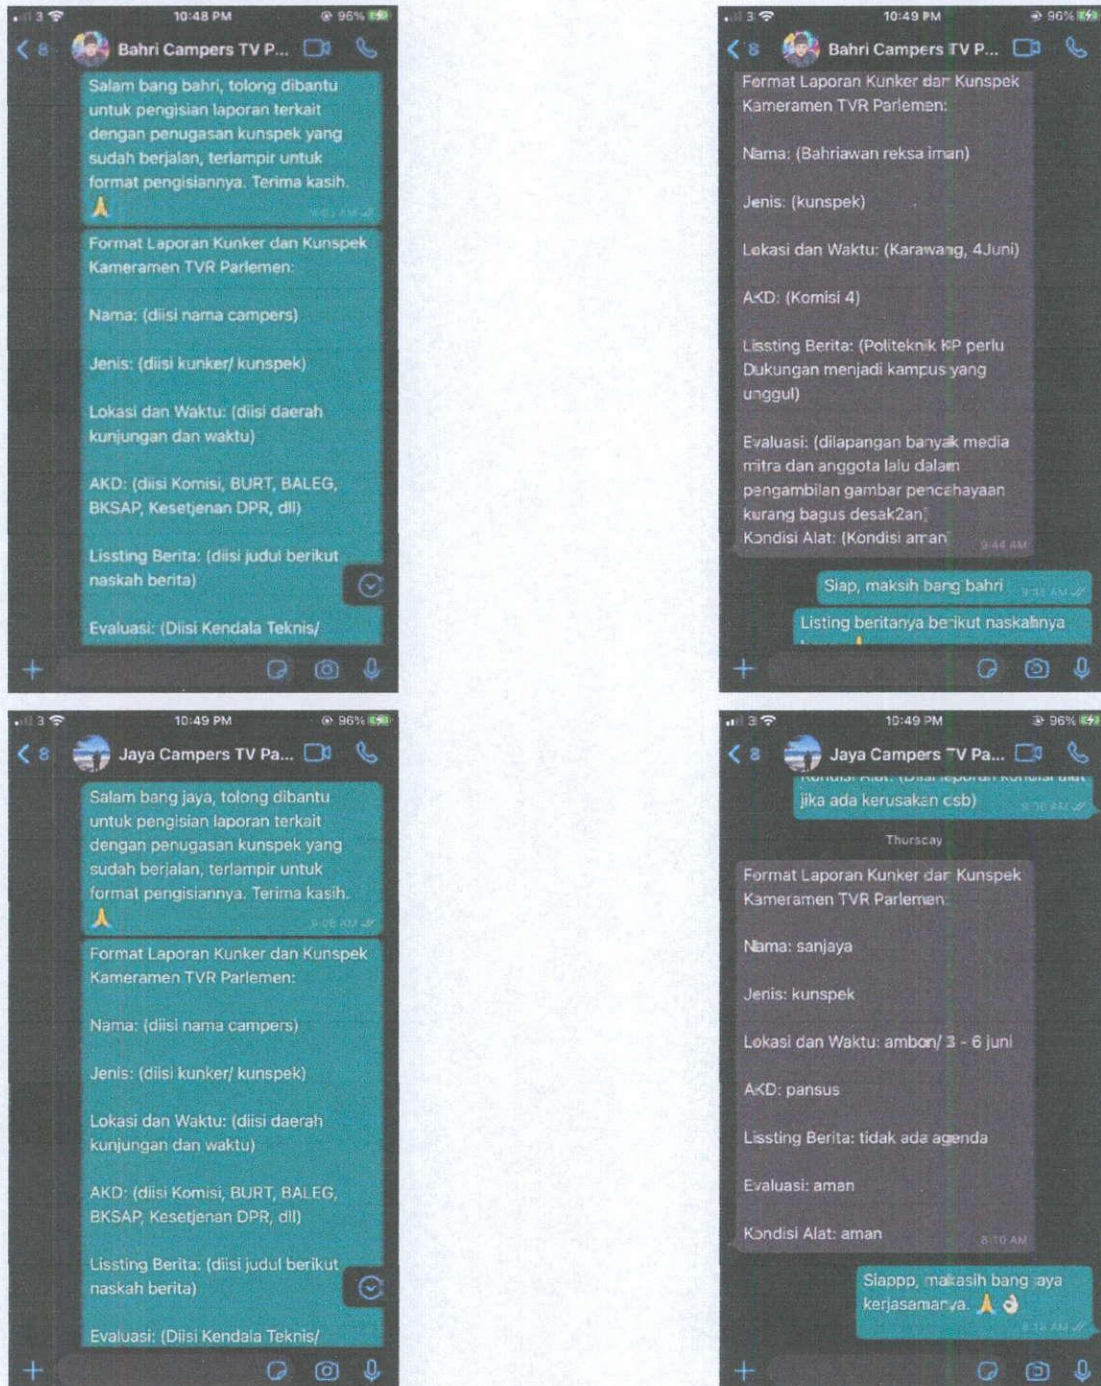 3
10:48 PM
96%
8
Bahri Campers TV P...
Salam bang bahri, tolong dibantu
untuk pengisian laporan terkait
dengan penugasan kunspek yang
sudah berjalan, terlampir untuk
format pengisiannya. Terima kasih.
Format Laporan Kunker dan Kunspek
Kameramen TVR Parlemen:
Nama: (diisi nama campers)
Jenis: (diisi kunker/ kunspek)
Lokasi dan Waktu: (diisi daerah
kunjungan dan waktu)
AKD: (diisi Komisi, BURT, BALEG,
BKSAP, Kesetjenan DPR, dll)
Lissting Berita: (diisi judul berikut
naskah berita)
Evaluasi: (Diisi Kendala Teknis/
3
10:49 PM
96%
8
Bahri Campers TV P...
Format Laporan Kunker dan Kunspek
Kameramen TVR Parlemen:
Nama: (Bahriawan reksa iman)
Jenis: (kunspek)
Lokasi dan Waktu: (Karawang, 4Juni)
AKD: (Komisi 4)
Lissting Berita: (Politeknik KP perlu
Dukungan menjadi kampus yang
unggul)
Evaluasi: (dilapangan banyak media
mitra dan anggota lalu dalam
pengambilan gambar pencahayaan
kurang bagus desak2an)
Kondisi Alat: (Kondisi aman
9:44 AM
Siap, maksih bang bahri
Listing beritanya berikut naskahnya
3
10:49 PM
96%
8
Jaya Campers TV Pa...
Salam bang jaya, tolong dibantu
untuk pengisian laporan terkait
dengan penugasan kunspek yang
sudah berjalan, terlampir untuk
format pengisiannya. Terima kasih.
Format Laporan Kunker dan Kunspek
Kameramen TVR Parlemen:
Nama: (diisi nama campers)
Jenis: (diisi kunker/ kunspek)
Lokasi dan Waktu: (diisi daerah
kunjungan dan waktu)
AKD: (diisi Komisi, BURT, BALEG,
BKSAP, Kesetjenan DPR, dll)
Lissting Berita: (diisi judul berikut
naskah berita)
Evaluasi: (Diisi Kendala Teknis/
3
10:49 PM
96%
8
Jaya Campers TV Pa...
Kondisi Alat: (Diisi laporan kondisi alat
jika ada kerusakan dsb)
Thursday
Format Laporan Kunker dan Kunspek
Kameramen TVR Parlemen:
Nama: sanjaya
Jenis: kunspek
Lokasi dan Waktu: ambon/ 3 - 6 juni
AKD: pansus
Lissting Berita: tidak ada agenda
Evaluasi: aman
Kondisi Alat: aman
8:10 AM
Siappp, makasih bang jaya
kerjasamanya.